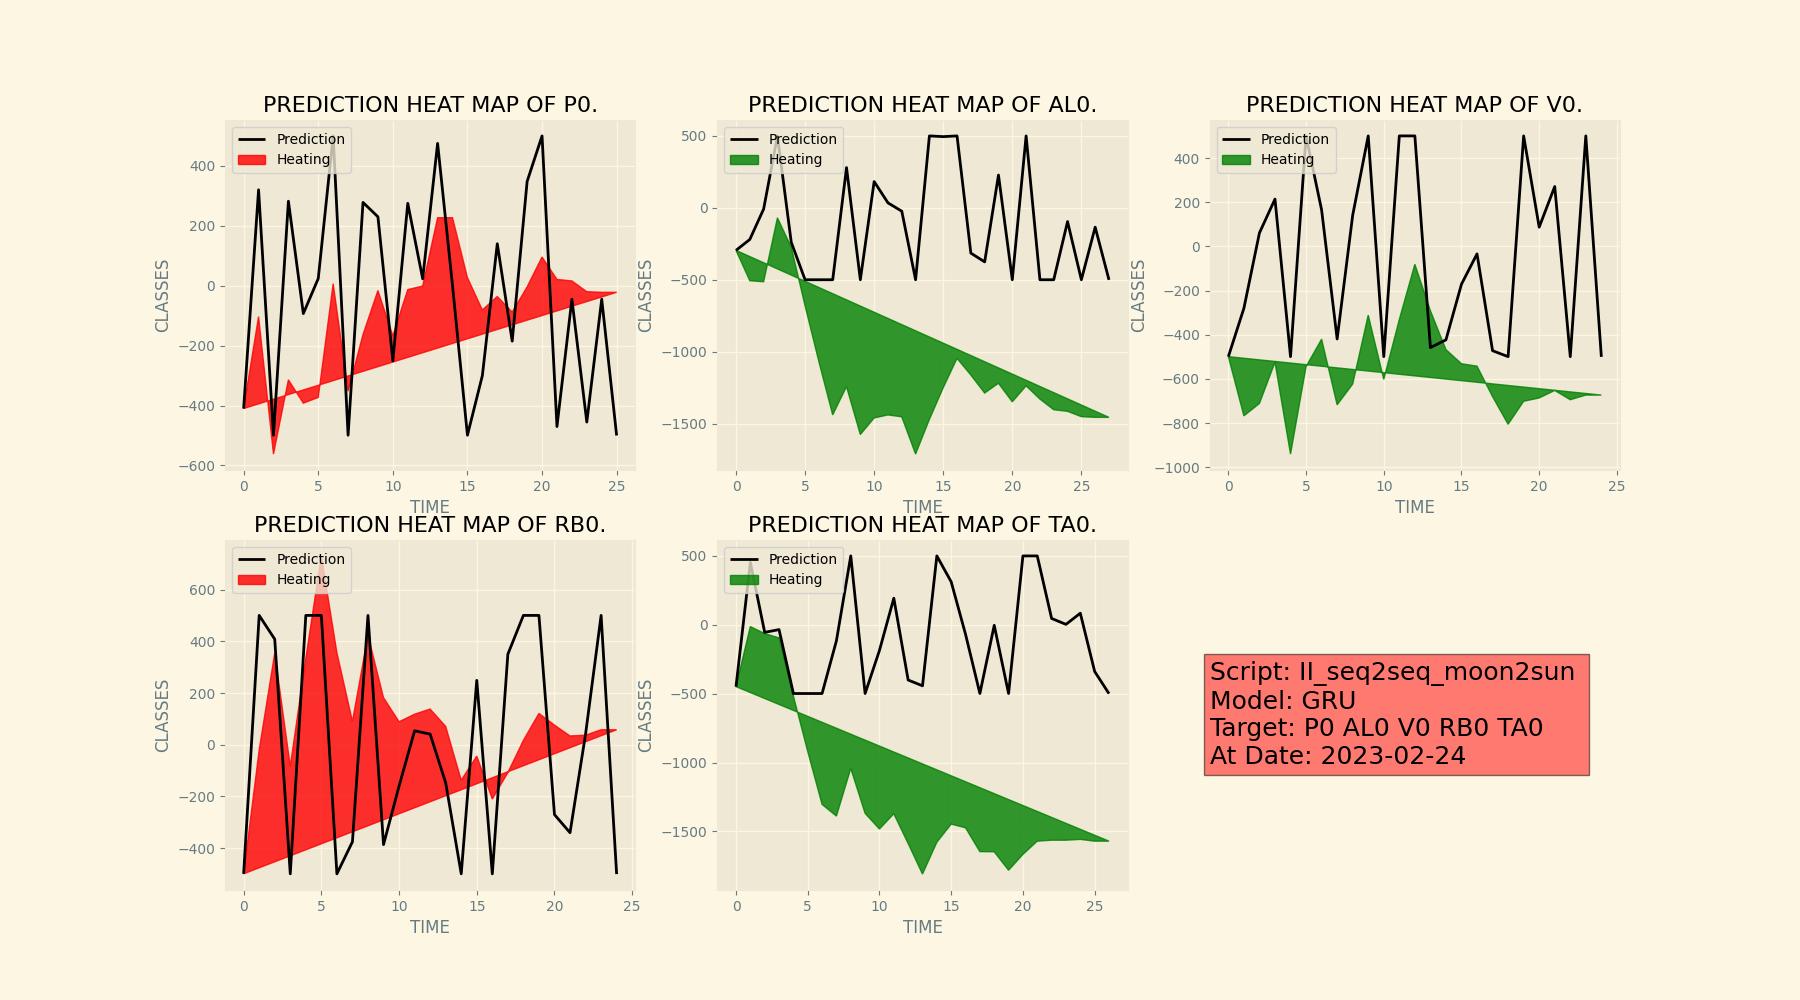 PREDICTION HEAT MAP OF P0.
Prediction
Heating
CLASSES
400
200
0
−200
−400
−600
0 5 10 15 20 25
TIME
PREDICTION HEAT MAP OF AL0.
Prediction
Heating
CLASSES
500
0
−500
−1000
−1500
0 5 10 15 20 25
TIME
PREDICTION HEAT MAP OF V0.
Prediction
Heating
CLASSES
400
200
0
−200
−400
−600
−800
−1000
0 5 10 15 20 25
TIME
PREDICTION HEAT MAP OF RB0.
Prediction
Heating
CLASSES
600
400
200
0
−200
−400
0 5 10 15 20 25
TIME
PREDICTION HEAT MAP OF TA0.
Prediction
Heating
CLASSES
500
0
−500
−1000
−1500
0 5 10 15 20 25
TIME
Script: II_seq2seq_moon2sun
Model: GRU
Target: P0 AL0 V0 RB0 TA0
At Date: 2023-02-24